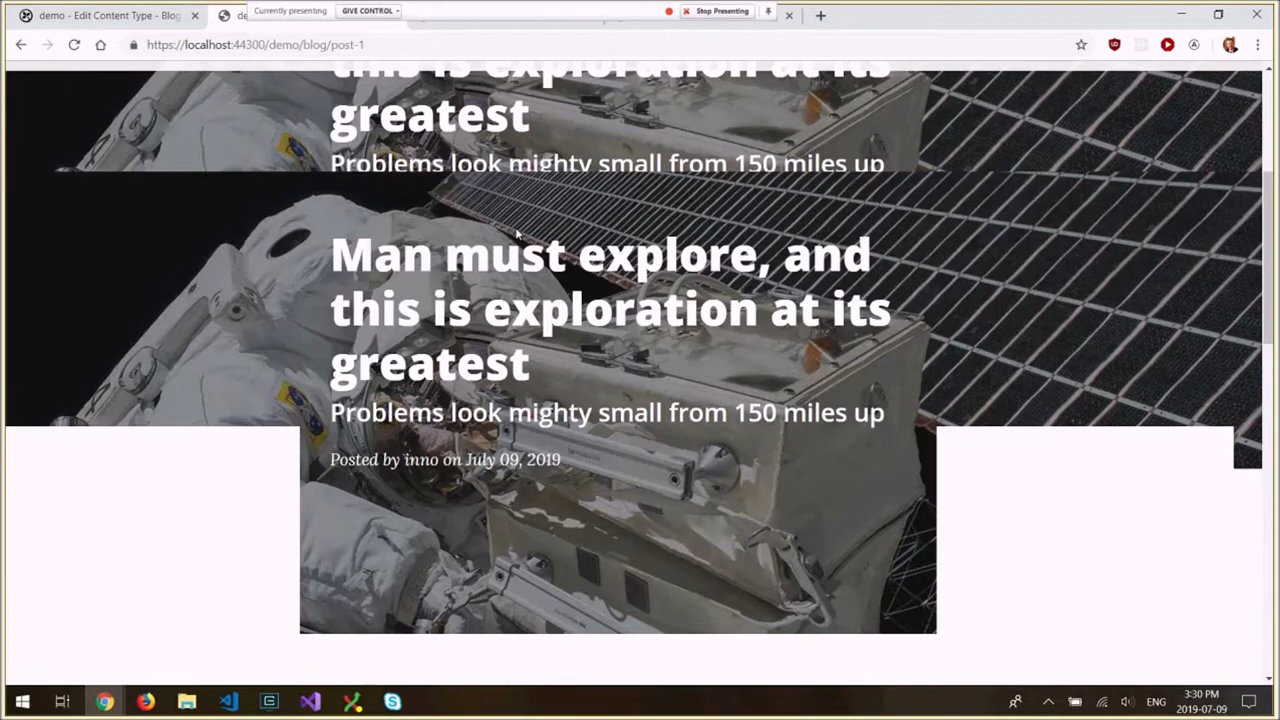 demo - Edit Content Type - Blog
Currently presenting
GIVE CONTROL
Stop Presenting
https://localhost:44300/demo/blog/post-1
this is exploration at its
greatest
Problems look mighty small from 150 miles up
Man must explore, and
this is exploration at its
greatest
Problems look mighty small from 150 miles up
Posted by inno on July 09, 2019
ENG
3:30 PM
2019-07-09